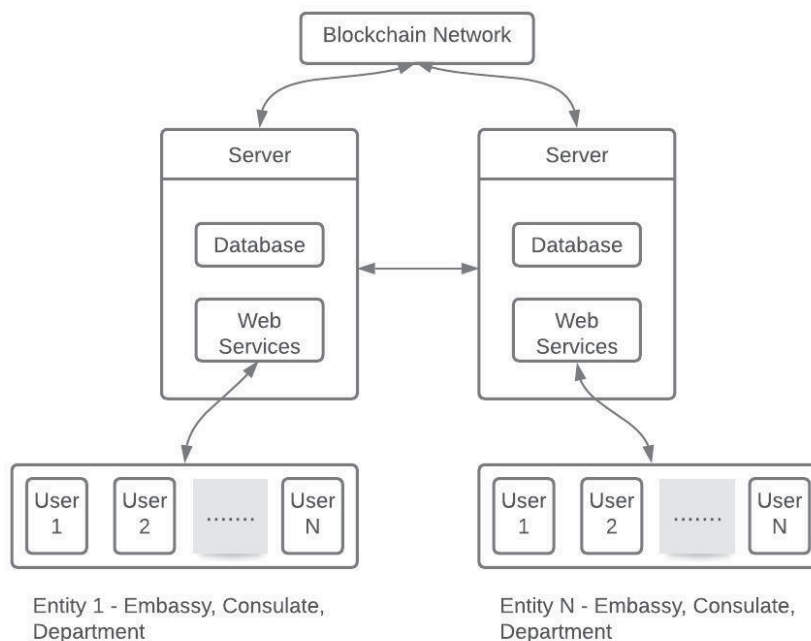 Blockchain Network
Server
Server
Database
Database
Web
Services
Web
Services
User
1
User
2
.......
User
N
User
1
User
2
.......
User
N
Entity 1 - Embassy, Consulate,
Department
Entity N - Embassy, Consulate,
Department